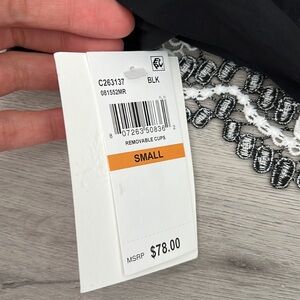 C263137 BLK
081552MR
8 07263 50836 2
REMOVABLE CUPS
SMALL
MSRP $78.00